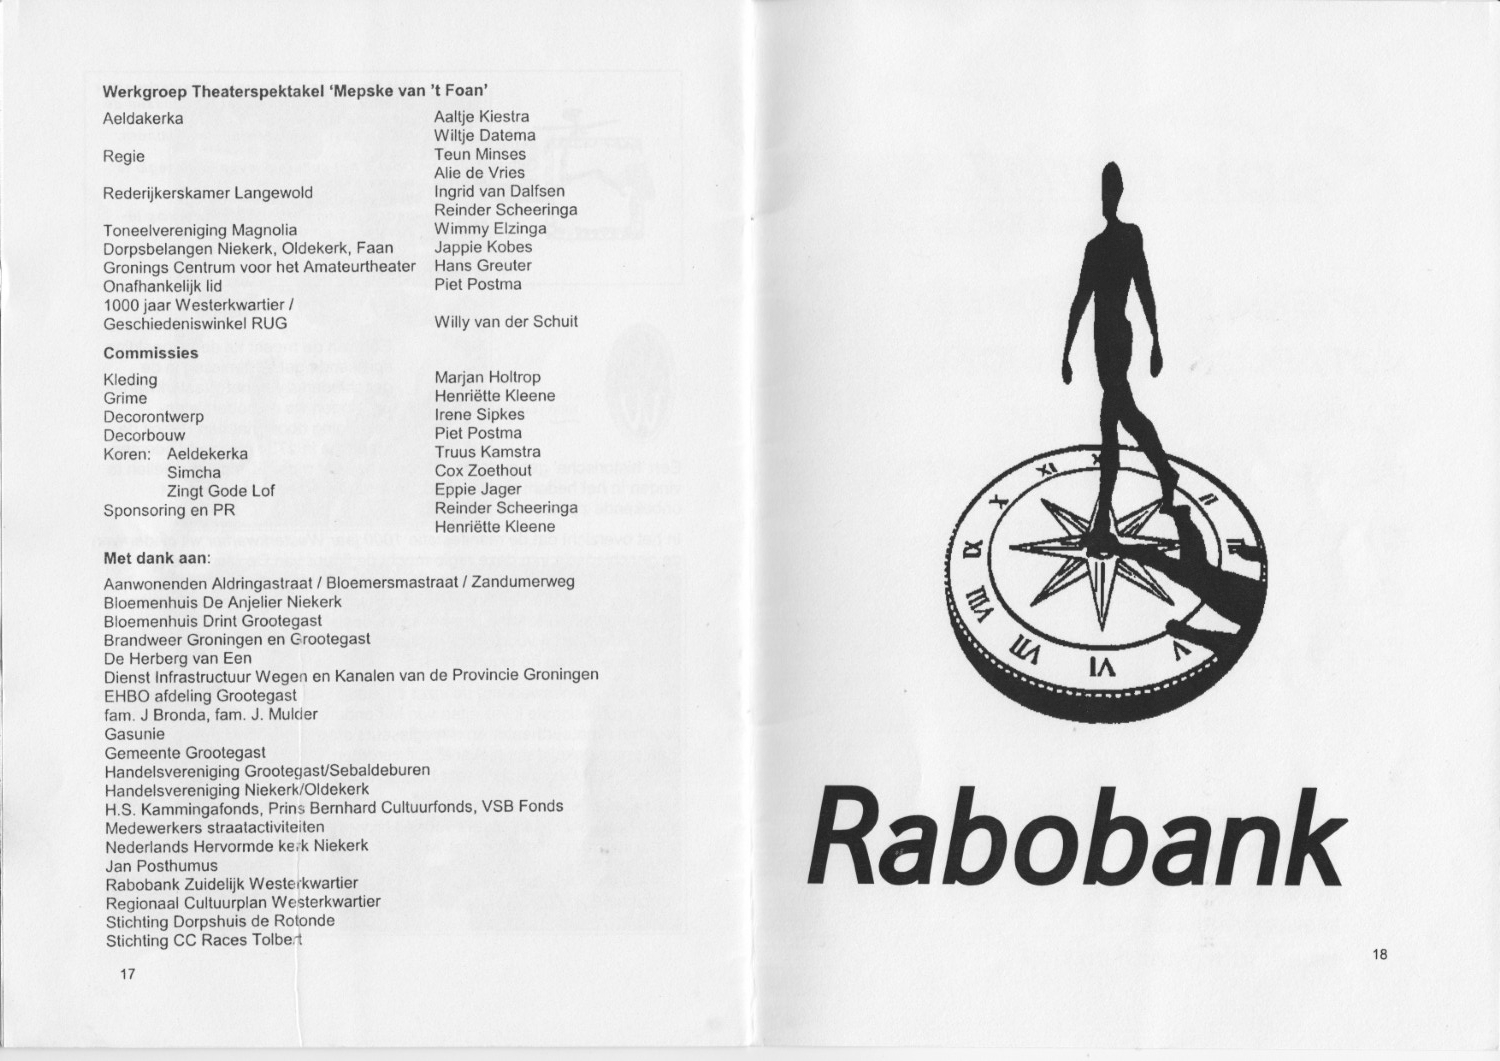 Werkgroep Theaterspektakel 'Mepske van 't Foan'
Aeldakerka Aaltje Kiestra
Wiltje Datema
Regie Teun Minses
Alie de Vries
Rederijkerskamer Langewold Ingrid van Dalfsen
Reinder Scheeringa
Toneelvereniging Magnolia Wimmy Elzinga
Dorpsbelangen Niekerk, Oldekerk, Faan Jappie Kobes
Gronings Centrum voor het Amateurtheater Hans Greuter
Onafhankelijk lid Piet Postma
1000 jaar Westerkwartier /
Geschiedeniswinkel RUG Willy van der Schuit
Commissies
Kleding Marjan Holtrop
Grime Henriëtte Kleene
Decorontwerp Irene Sipkes
Decorbouw Piet Postma
Koren: Aeldekerka Truus Kamstra
Simcha Cox Zoethout
Zingt Gode Lof Eppie Jager
Sponsoring en PR Reinder Scheeringa
Henriëtte Kleene
Met dank aan:
Aanwonenden Aldringastraat / Bloemersmastraat / Zandumerweg
Bloemenhuis De Anjelier Niekerk
Bloemenhuis Drint Grootegast
Brandweer Groningen en Grootegast
De Herberg van Een
Dienst Infrastructuur Wegen en Kanalen van de Provincie Groningen
EHBO afdeling Grootegast
fam. J Bronda, fam. J. Mulder
Gasunie
Gemeente Grootegast
Handelsvereniging Grootegast/Sebaldeburen
Handelsvereniging Niekerk/Oldekerk
H.S. Kammingafonds, Prins Bernhard Cultuurfonds, VSB Fonds
Medewerkers straatactiviteiten
Nederlands Hervormde kerk Niekerk
Jan Posthumus
Rabobank Zuidelijk Westerkwartier
Regionaal Cultuurplan Westerkwartier
Stichting Dorpshuis de Rotonde
Stichting CC Races Tolbert
17
XI
X
II
III
IX
VIII
VII
VI
V
Rabobank
18